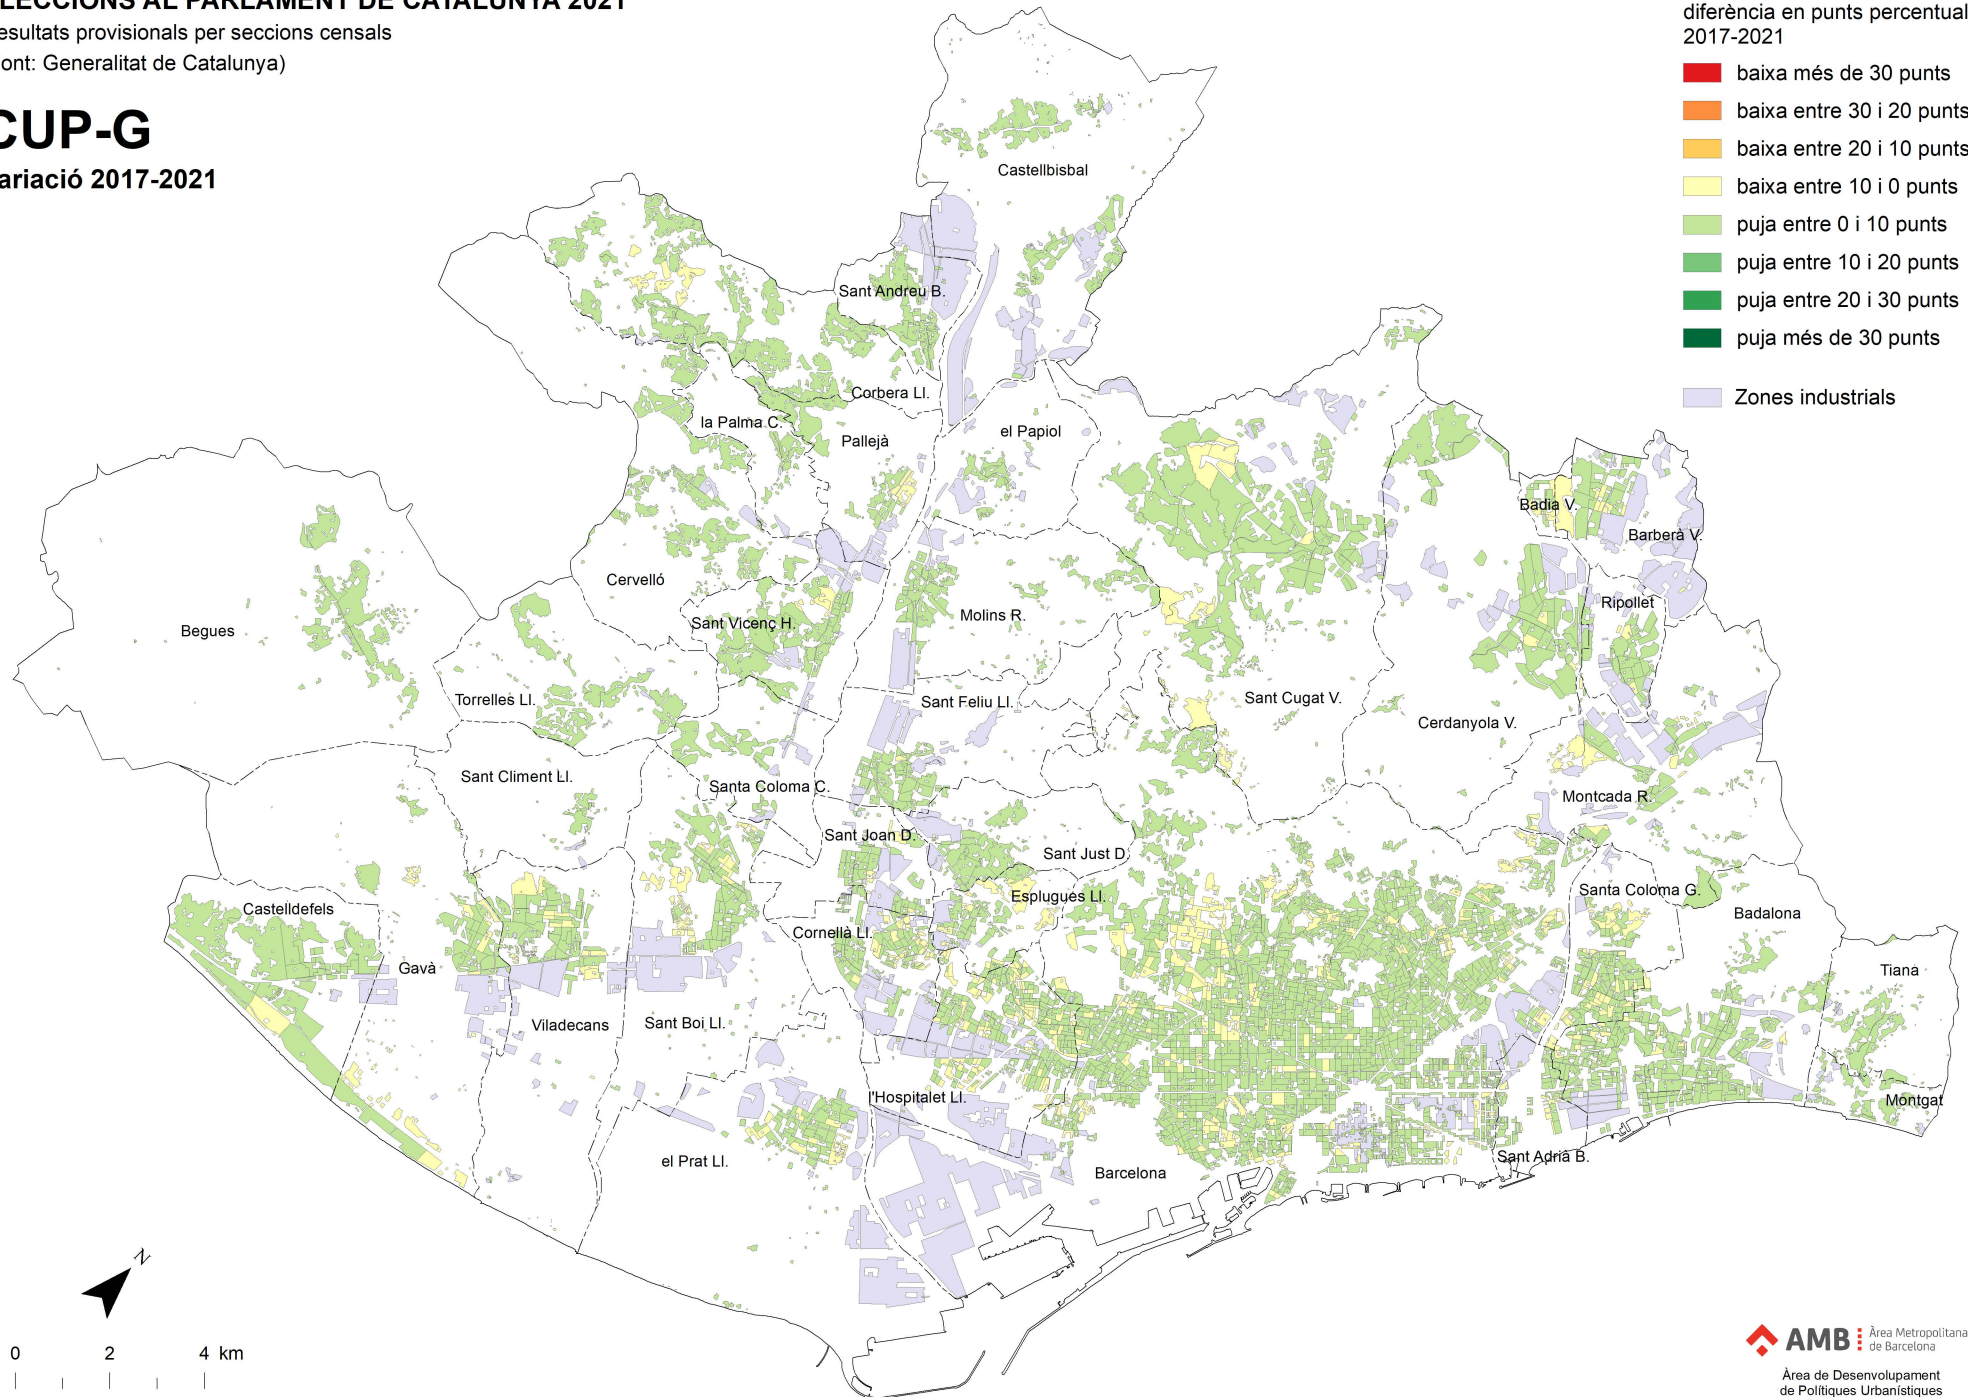 LECCIONS AL PARLAMENT DE CATALUNYA 2021
esultats provisionals per seccions censals
ont: Generalitat de Catalunya)
CUP-G
ariació 2017-2021
diferència en punts percentual
2017-2021
baixa més de 30 punts
baixa entre 30 i 20 punts
baixa entre 20 i 10 punts
baixa entre 10 i 0 punts
puja entre 0 i 10 punts
puja entre 10 i 20 punts
puja entre 20 i 30 punts
puja més de 30 punts
Zones industrials
Castellbisbal
Sant Andreu B.
Corbera Ll.
la Palma C.
Pallejà
el Papiol
Badia V.
Barberà V.
Cervelló
Ripollet
Begues
Sant Vicenç H.
Molins R.
Torrelles Ll.
Sant Feliu Ll.
Sant Cugat V.
Cerdanyola V.
Sant Climent Ll.
Santa Coloma C.
Montcada R.
Sant Joan D.
Sant Just D.
Esplugues Ll.
Santa Coloma G.
Castelldefels
Badalona
Cornellà Ll.
Gavà
Tiana
Viladecans
Sant Boi Ll.
l'Hospitalet Ll.
Montgat
el Prat Ll.
Barcelona
Sant Adrià B.
N
0 2 4 km
AMB
Àrea Metropolitana
de Barcelona
Àrea de Desenvolupament
de Polítiques Urbanístiques